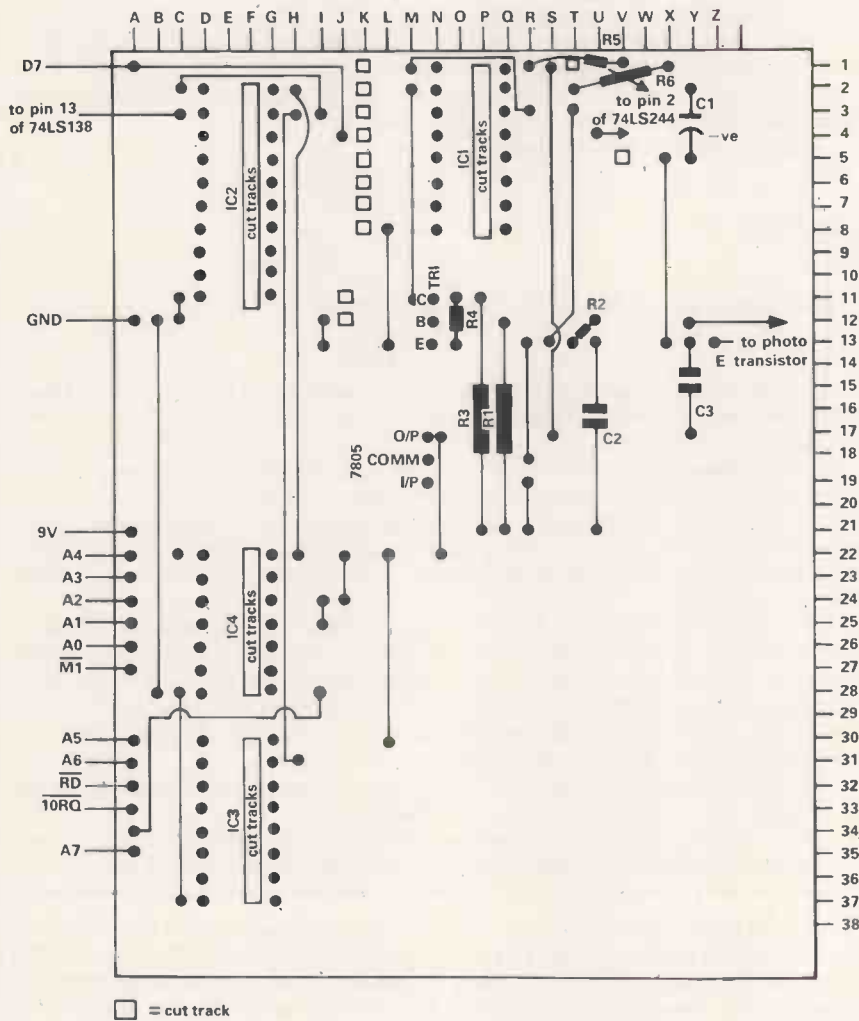 A B C D E F G H I J K L M N O P Q R S T U V W X Y Z
R5
D7
1
R6
2
to pin 13
of 74LS138
to pin 2
of 74LS244
C1
3
4
-ve
5
IC2
cut tracks
IC1
cut tracks
6
7
8
9
10
TR1
C
11
GND
B
R4
R2
12
E
13
to photo
E transistor
14
15
R3
R1
C2
C3
16
7805
O/P
17
COMM
18
I/P
19
20
9V
21
A4
22
A3
23
A2
24
A1
IC4
cut tracks
25
A0
26
M1
27
28
29
A5
30
A6
31
RD
32
10RQ
33
IC3
cut tracks
34
A7
35
36
37
38
= cut track